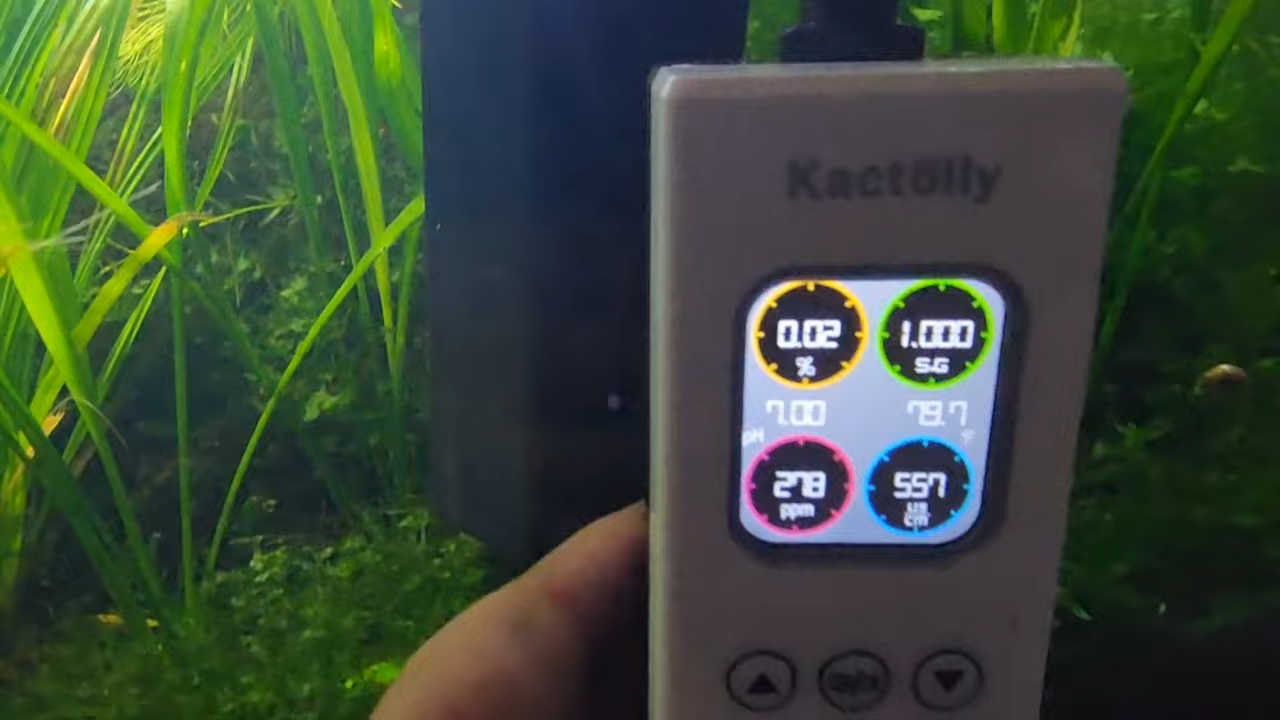 Kactölly
0.02 1.000
% S.G
7.00 79.7
pH °F
278 557
ppm us
cm